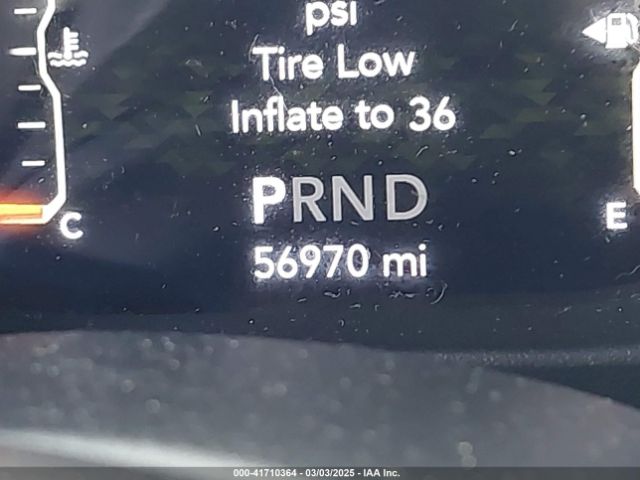 psi
Tire Low
Inflate to 36
PRND
C
E
56970 mi
000-41710364 - 03/03/2025 - IAA Inc.